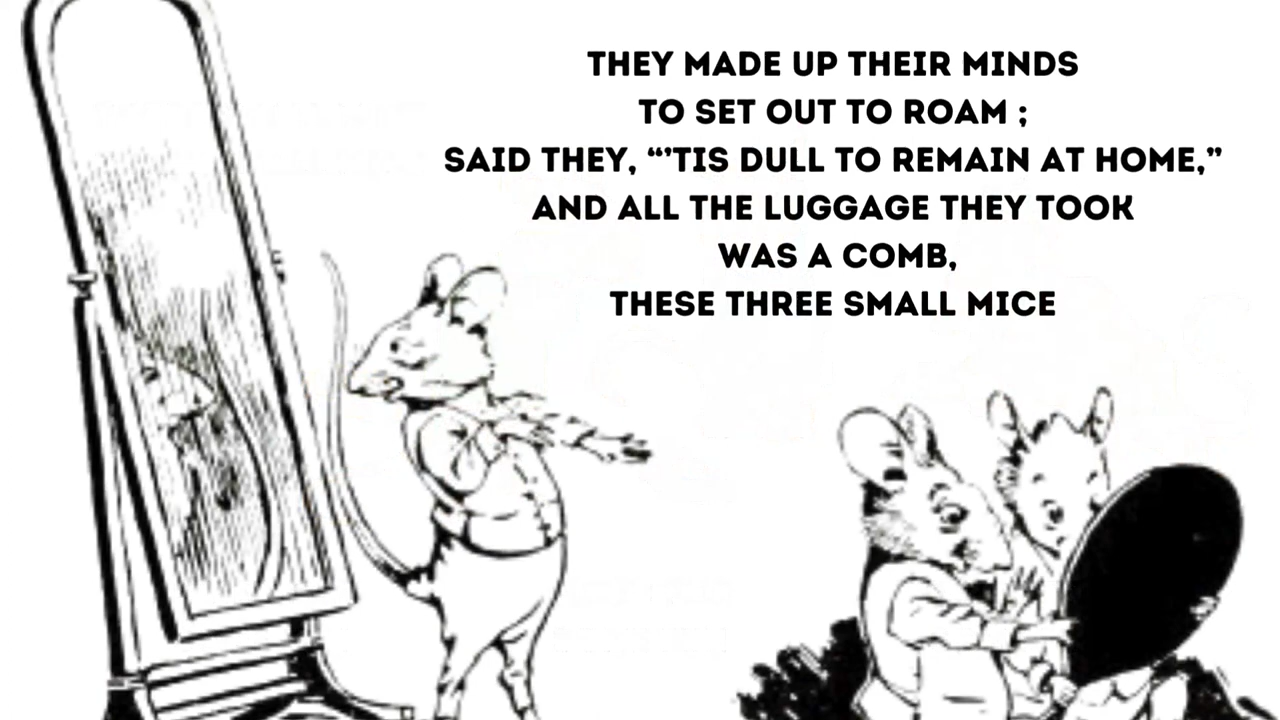 THEY MADE UP THEIR MINDS
TO SET OUT TO ROAM ;
SAID THEY, “’TIS DULL TO REMAIN AT HOME,”
AND ALL THE LUGGAGE THEY TOOK
WAS A COMB,
THESE THREE SMALL MICE